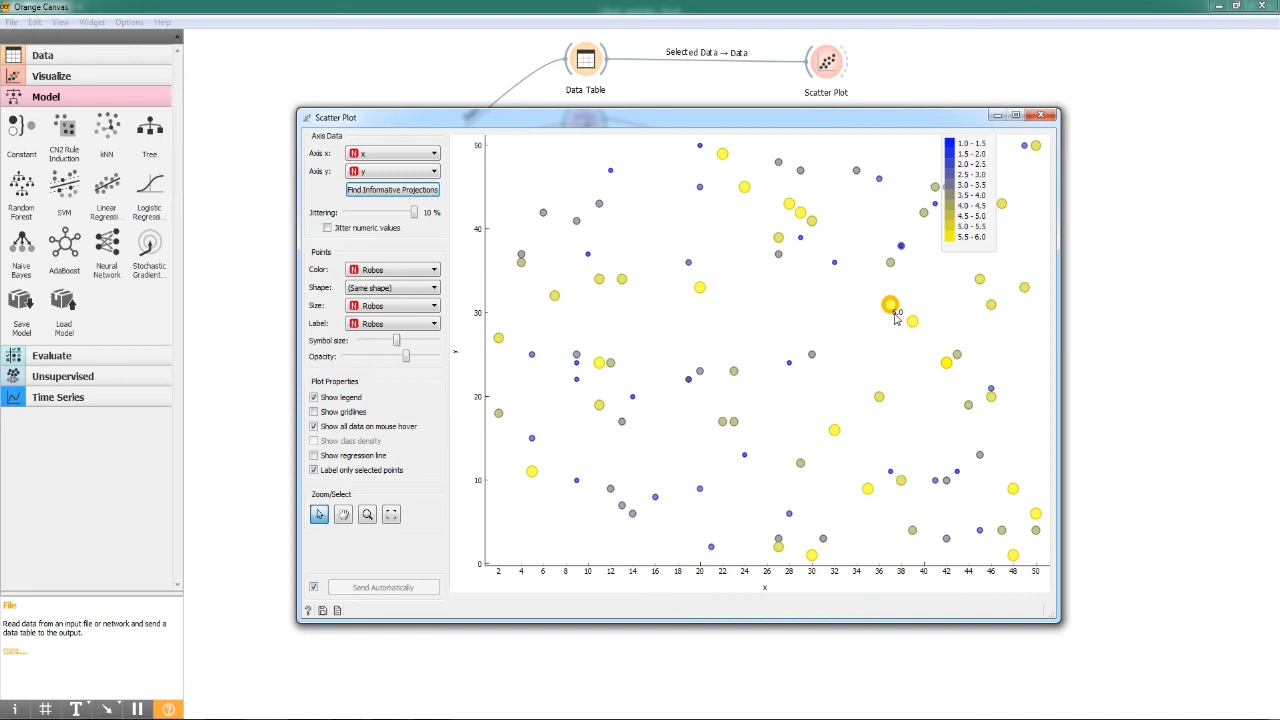 Orange Canvas
File Edit View Widget Options Help
Data
Visualize
Model
Constant
CN2 Rule Induction
kNN
Tree
Random Forest
SVM
Linear Regressi...
Logistic Regressi...
Naive Bayes
AdaBoost
Neural Network
Stochastic Gradient...
Save Model
Load Model
Evaluate
Unsupervised
Time Series
File
Read data from an input file or network and send a
data table to the output.
more...
Selected Data → Data
Data Table
Scatter Plot
Scatter Plot
Axis Data
Axis x: N x
Axis y: N y
Find Informative Projections
Jittering: 10 %
Jitter numeric values
Points
Color: N Robos
Shape: (Same shape)
Size: N Robos
Label: N Robos
Symbol size:
Opacity:
Plot Properties
Show legend
Show gridlines
Show all data on mouse hover
Show class density
Show regression line
Label only selected points
Zoom/Select
Send Automatically
50
40
30
20
10
0
y
2 4 6 8 10 12 14 16 18 20 22 24 26 28 30 32 34 36 38 40 42 44 46 48 50
x
1.0 - 1.5
1.5 - 2.0
2.0 - 2.5
2.5 - 3.0
3.0 - 3.5
3.5 - 4.0
4.0 - 4.5
4.5 - 5.0
5.0 - 5.5
5.5 - 6.0